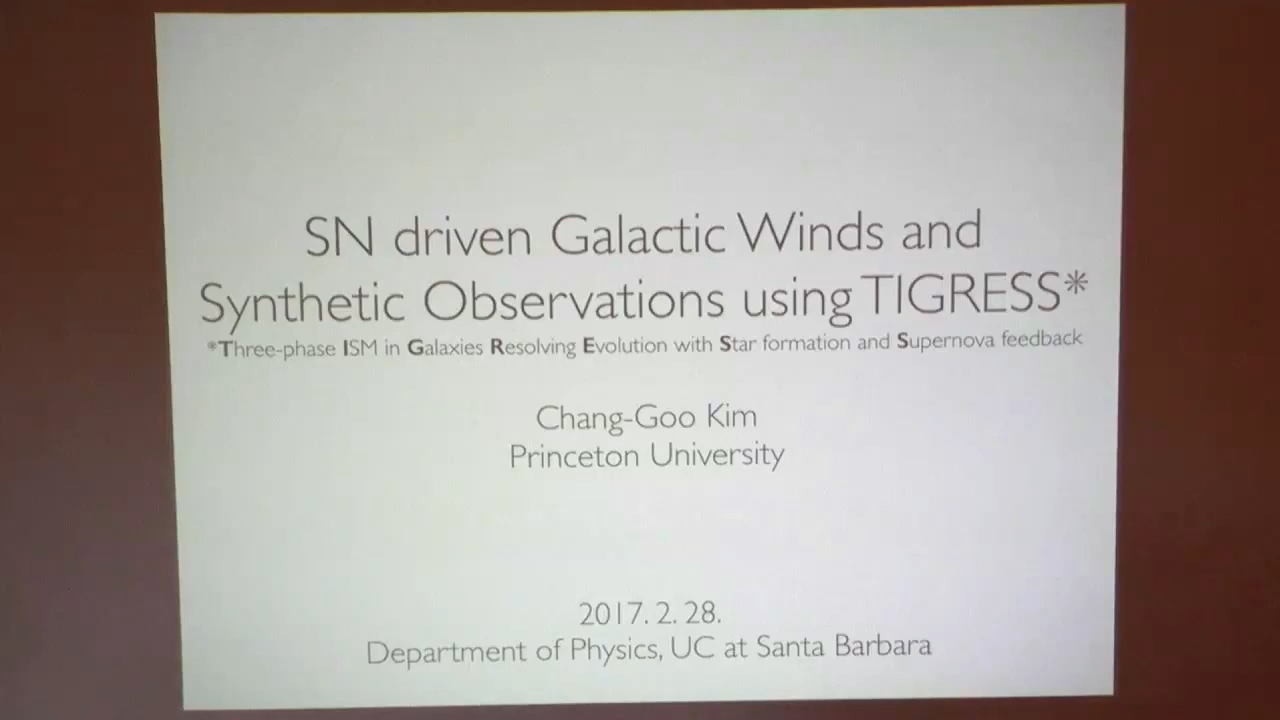 SN driven Galactic Winds and
Synthetic Observations using TIGRESS*
*Three-phase ISM in Galaxies Resolving Evolution with Star formation and Supernova feedback
Chang-Goo Kim
Princeton University
2017. 2. 28.
Department of Physics, UC at Santa Barbara